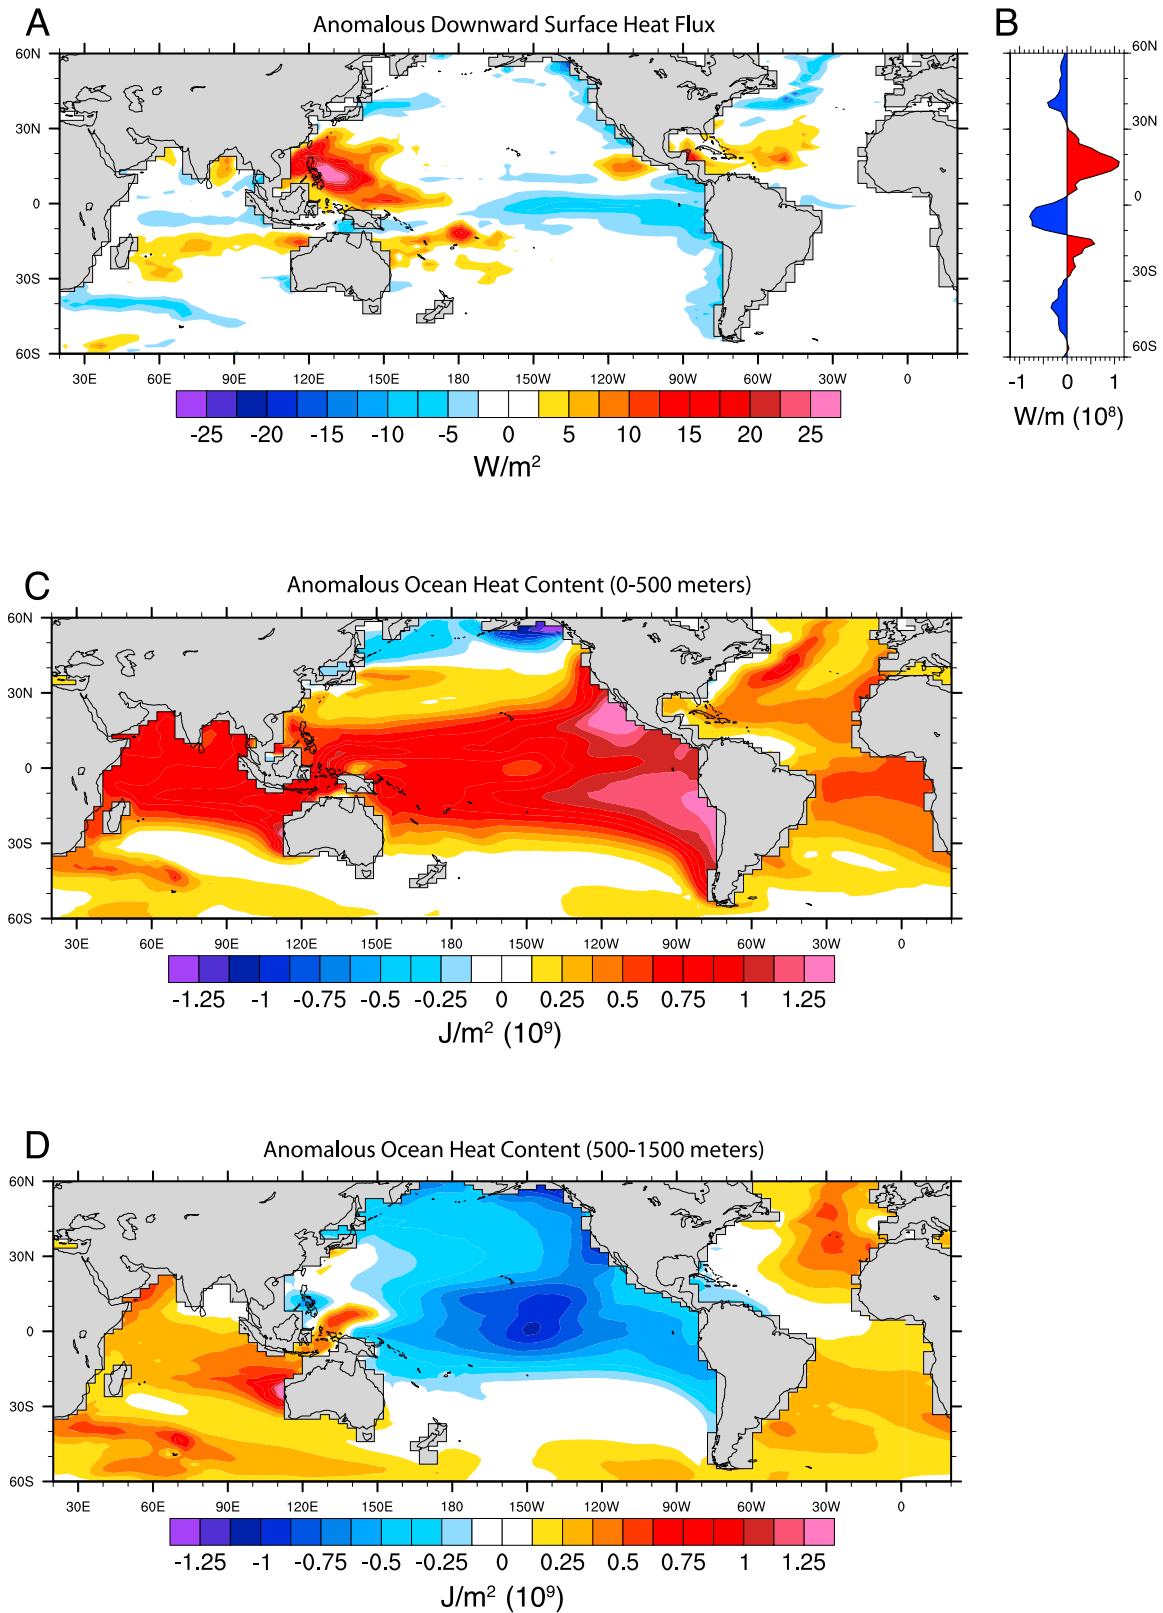 A
Anomalous Downward Surface Heat Flux
B
60N
30N
0
30S
60S
30E 60E 90E 120E 150E 180 150W 120W 90W 60W 30W 0
-25 -20 -15 -10 -5 0 5 10 15 20 25
W/m²
60N
30N
0
30S
60S
-1 0 1
W/m (10⁸)
C
Anomalous Ocean Heat Content (0-500 meters)
60N
30N
0
30S
60S
30E 60E 90E 120E 150E 180 150W 120W 90W 60W 30W 0
-1.25 -1 -0.75 -0.5 -0.25 0 0.25 0.5 0.75 1 1.25
J/m² (10⁹)
D
Anomalous Ocean Heat Content (500-1500 meters)
60N
30N
0
30S
60S
30E 60E 90E 120E 150E 180 150W 120W 90W 60W 30W 0
-1.25 -1 -0.75 -0.5 -0.25 0 0.25 0.5 0.75 1 1.25
J/m² (10⁹)